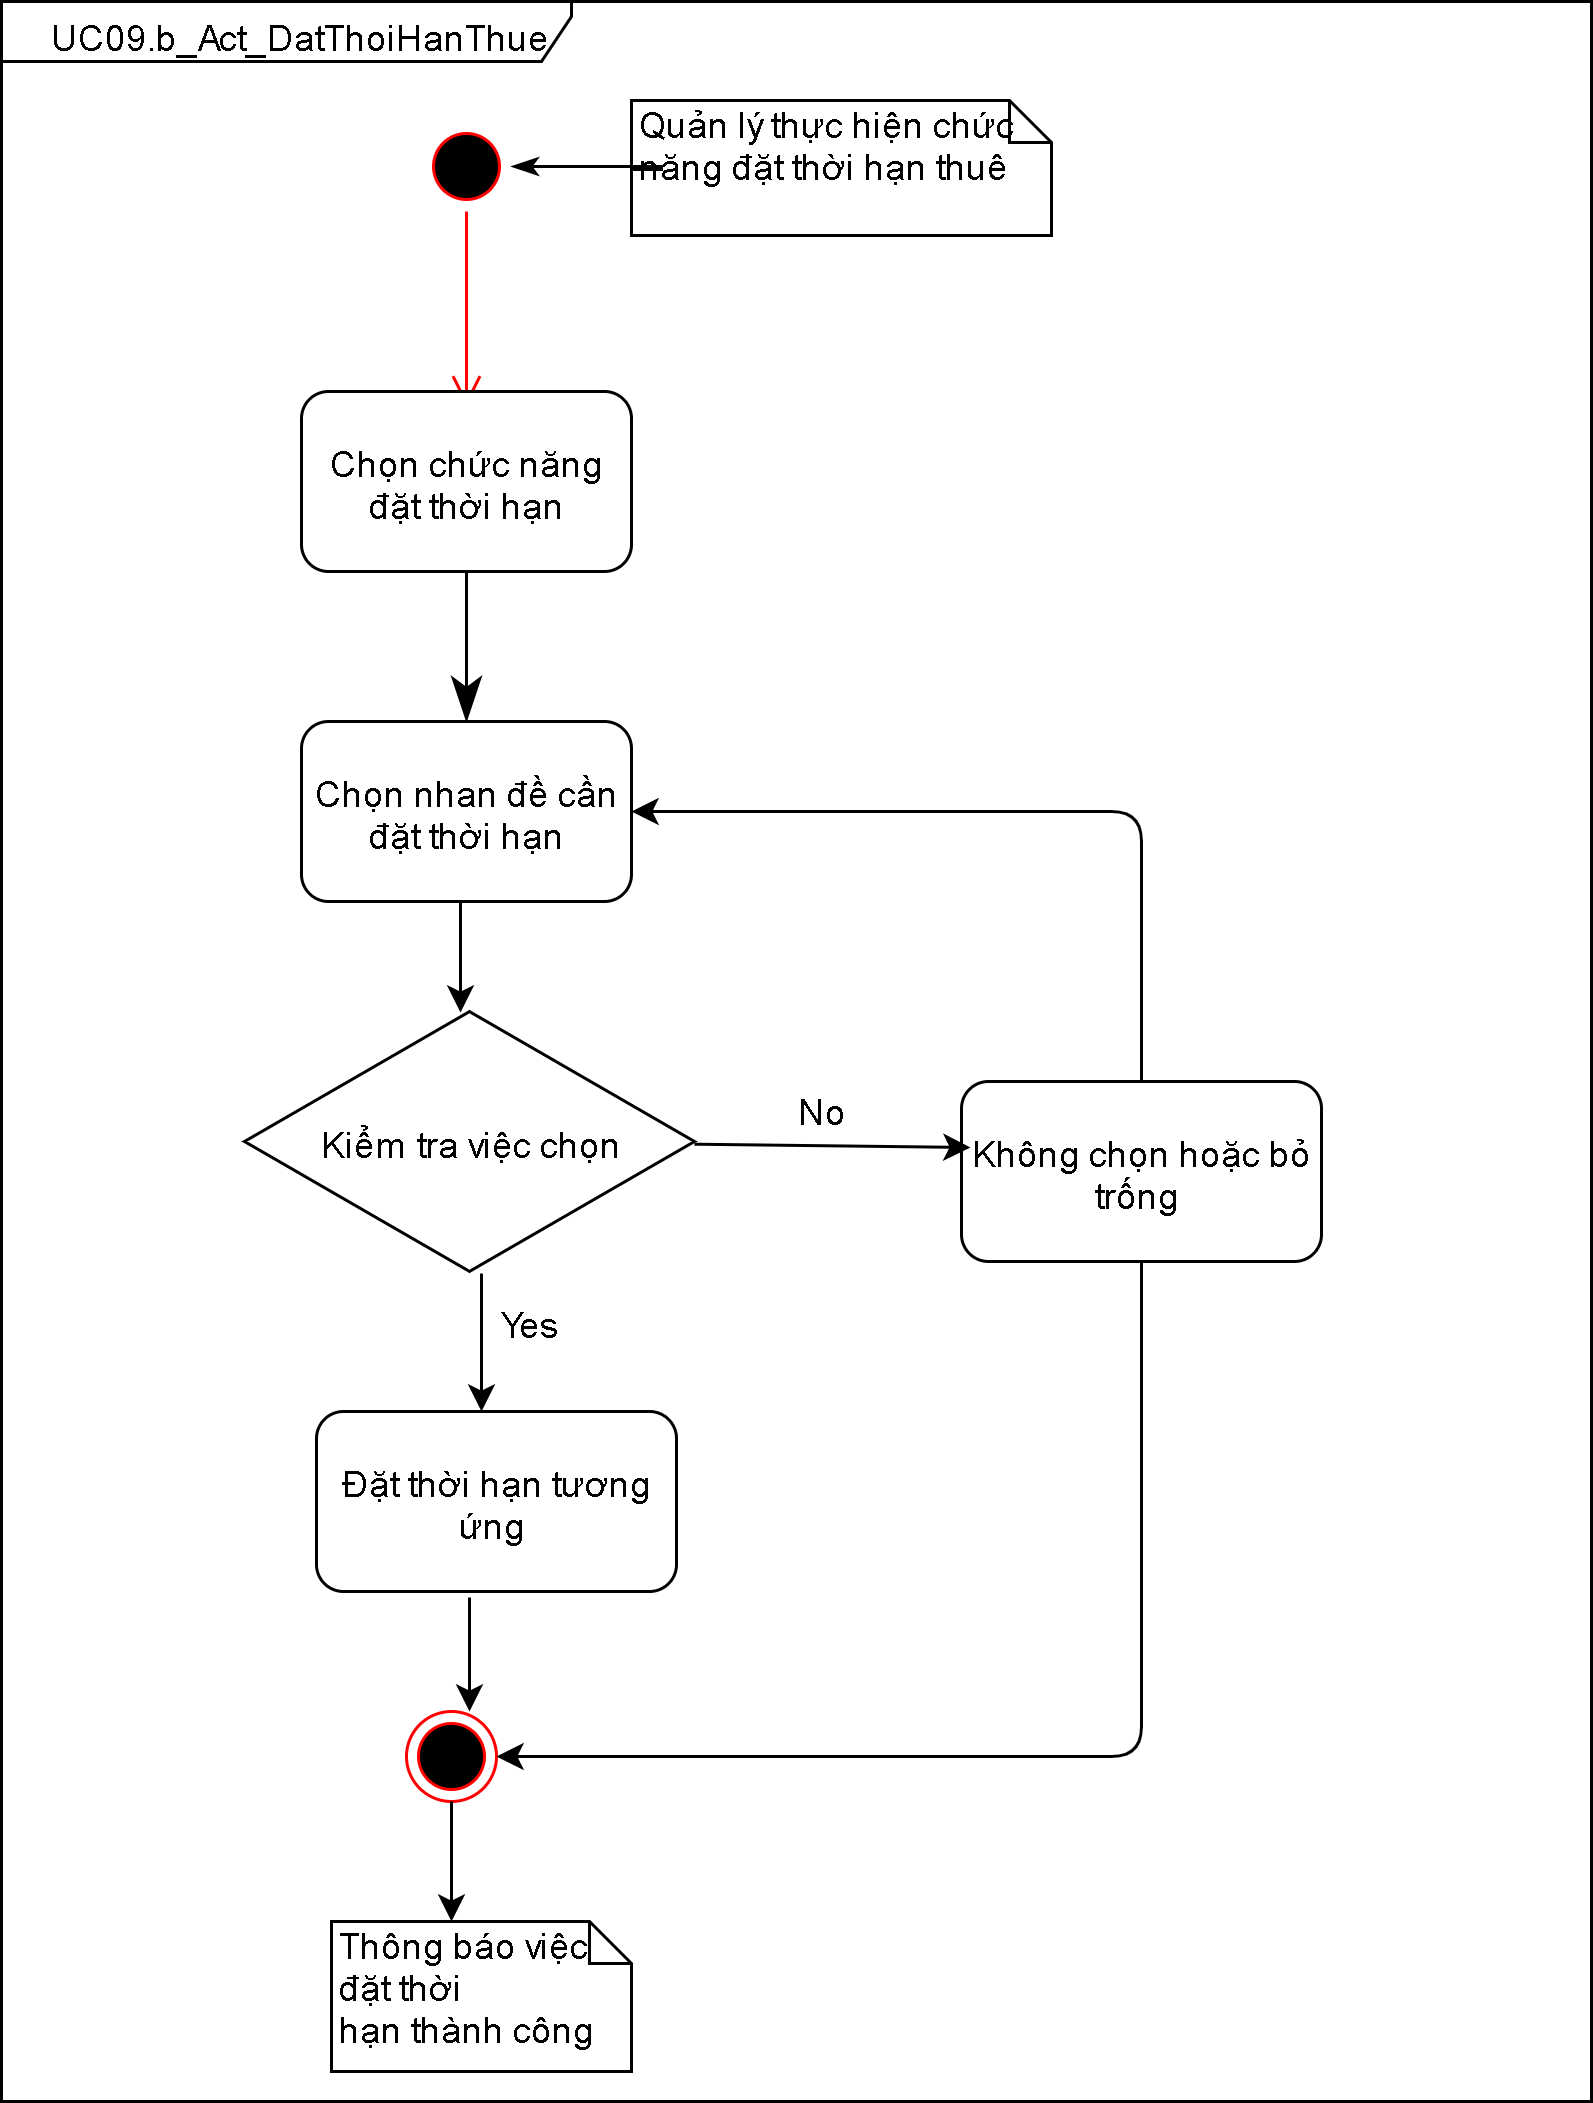 UC09.b_Act_DatThoiHanThue
Quản lý thực hiện chức
năng đặt thời hạn thuê
Chọn chức năng
đặt thời hạn
Chọn nhan đề cần
đặt thời hạn
Kiểm tra việc chọn
No
Không chọn hoặc bỏ
trống
Yes
Đặt thời hạn tương
ứng
Thông báo việc
đặt thời
hạn thành công